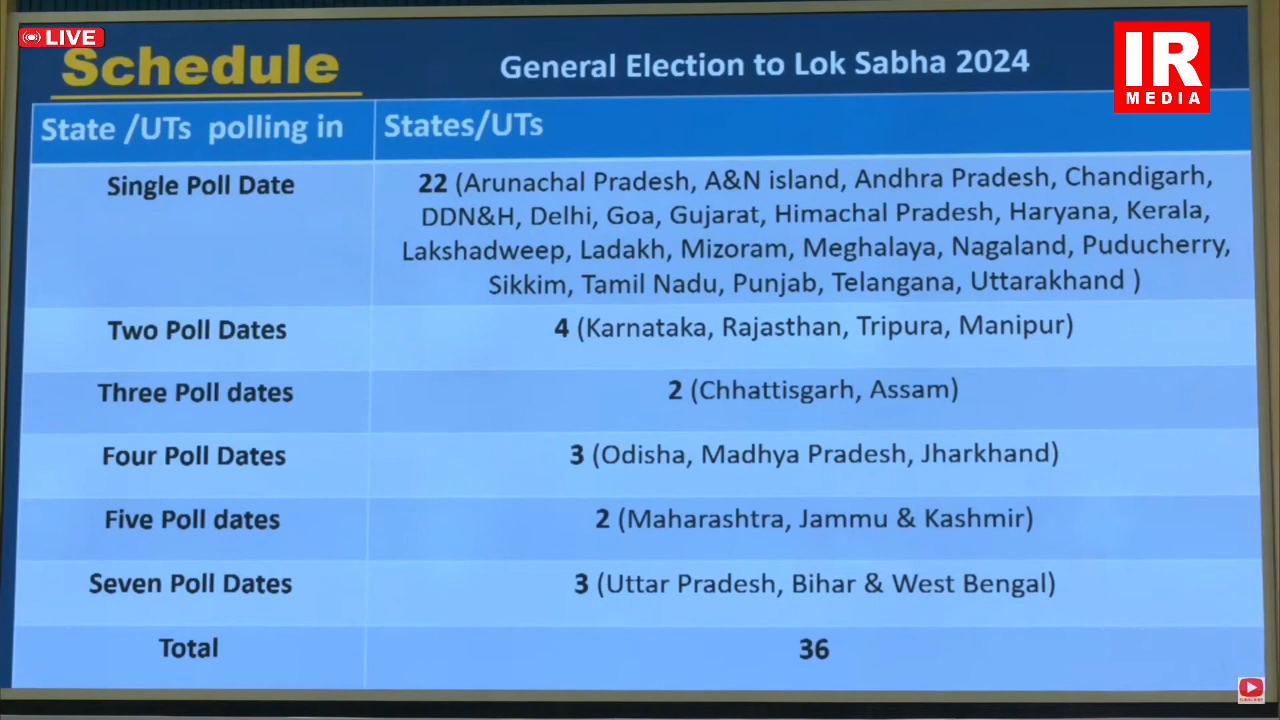 LIVE
Schedule
General Election to Lok Sabha 2024
IR
MEDIA
State /UTs polling in
States/UTs
Single Poll Date
22 (Arunachal Pradesh, A&N island, Andhra Pradesh, Chandigarh,
DDN&H, Delhi, Goa, Gujarat, Himachal Pradesh, Haryana, Kerala,
Lakshadweep, Ladakh, Mizoram, Meghalaya, Nagaland, Puducherry,
Sikkim, Tamil Nadu, Punjab, Telangana, Uttarakhand )
Two Poll Dates
4 (Karnataka, Rajasthan, Tripura, Manipur)
Three Poll dates
2 (Chhattisgarh, Assam)
Four Poll Dates
3 (Odisha, Madhya Pradesh, Jharkhand)
Five Poll dates
2 (Maharashtra, Jammu & Kashmir)
Seven Poll Dates
3 (Uttar Pradesh, Bihar & West Bengal)
Total
36
SUBSCRIBE